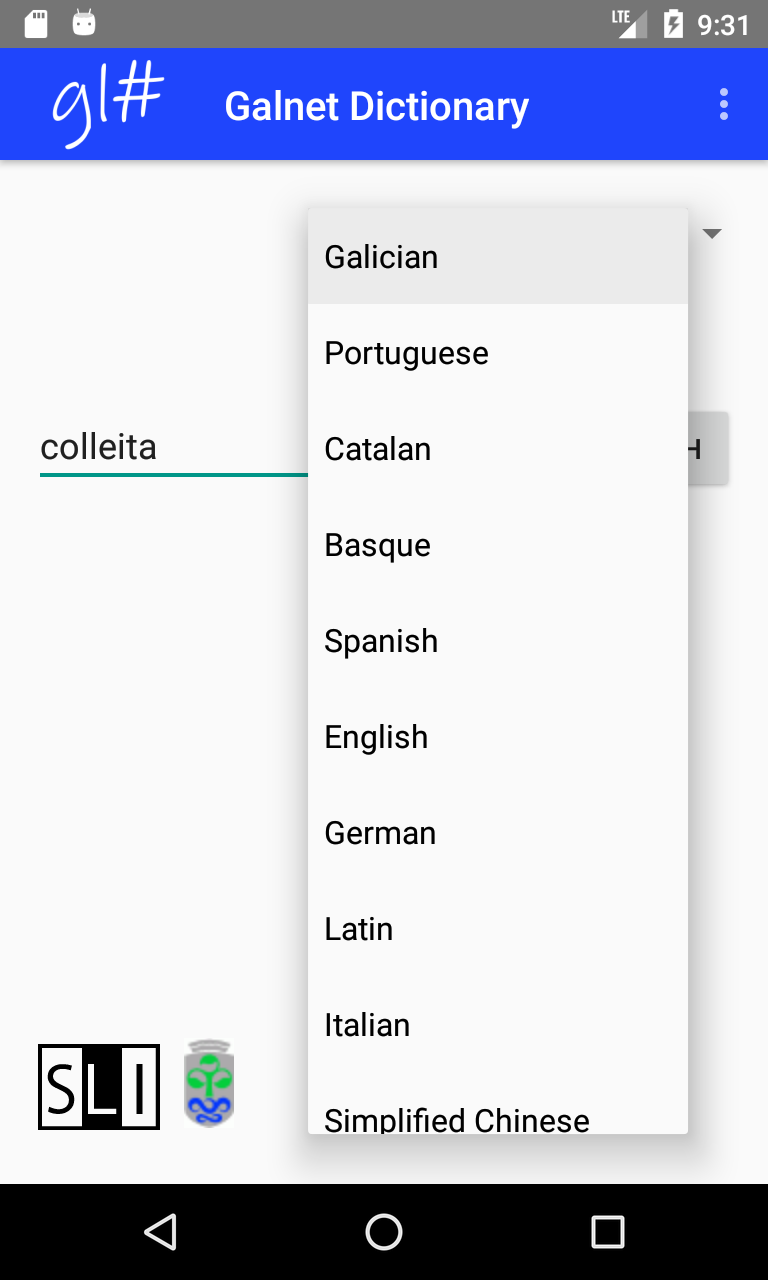 LTE 9:31
gl# Galnet Dictionary
Galician
Portuguese
colleita
Catalan
H
Basque
Spanish
English
German
Latin
Italian
SLI
Simplified Chinese